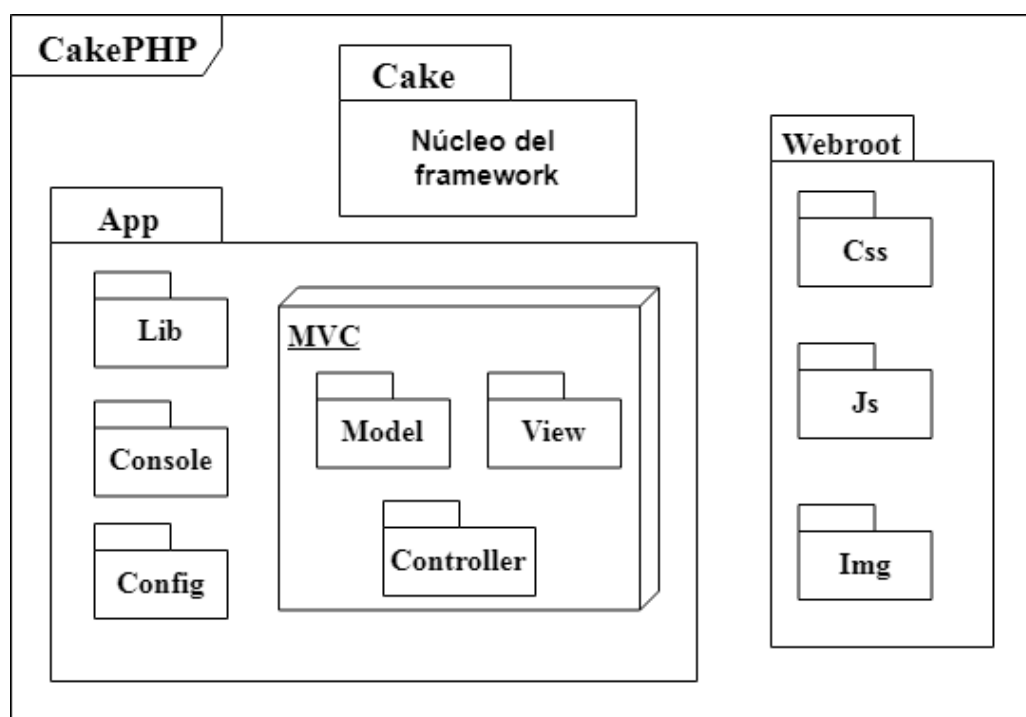 CakePHP
Cake
Núcleo del
framework
App
Lib
Console
Config
MVC
Model
View
Controller
Webroot
Css
Js
Img